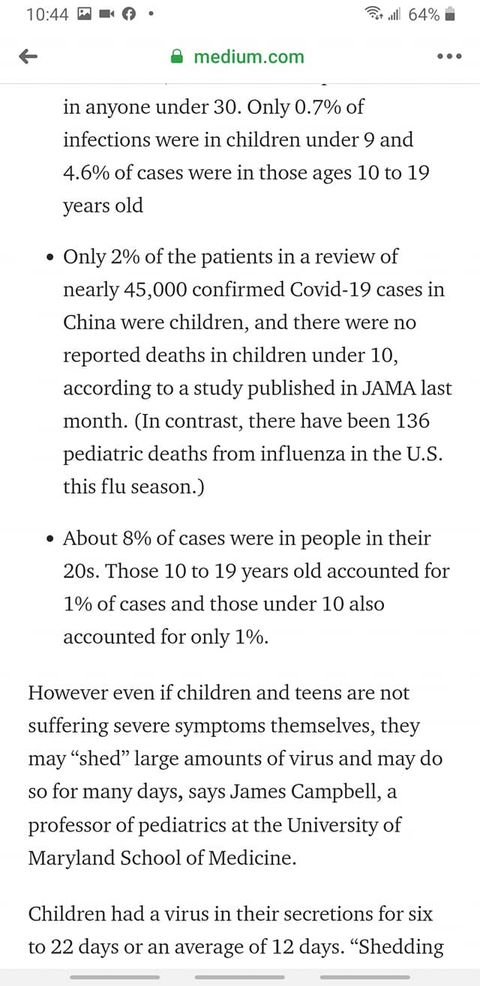 10:44
64%
medium.com
in anyone under 30. Only 0.7% of
infections were in children under 9 and
4.6% of cases were in those ages 10 to 19
years old
• Only 2% of the patients in a review of
nearly 45,000 confirmed Covid-19 cases in
China were children, and there were no
reported deaths in children under 10,
according to a study published in JAMA last
month. (In contrast, there have been 136
pediatric deaths from influenza in the U.S.
this flu season.)
• About 8% of cases were in people in their
20s. Those 10 to 19 years old accounted for
1% of cases and those under 10 also
accounted for only 1%.
However even if children and teens are not
suffering severe symptoms themselves, they
may “shed” large amounts of virus and may do
so for many days, says James Campbell, a
professor of pediatrics at the University of
Maryland School of Medicine.
Children had a virus in their secretions for six
to 22 days or an average of 12 days. “Shedding